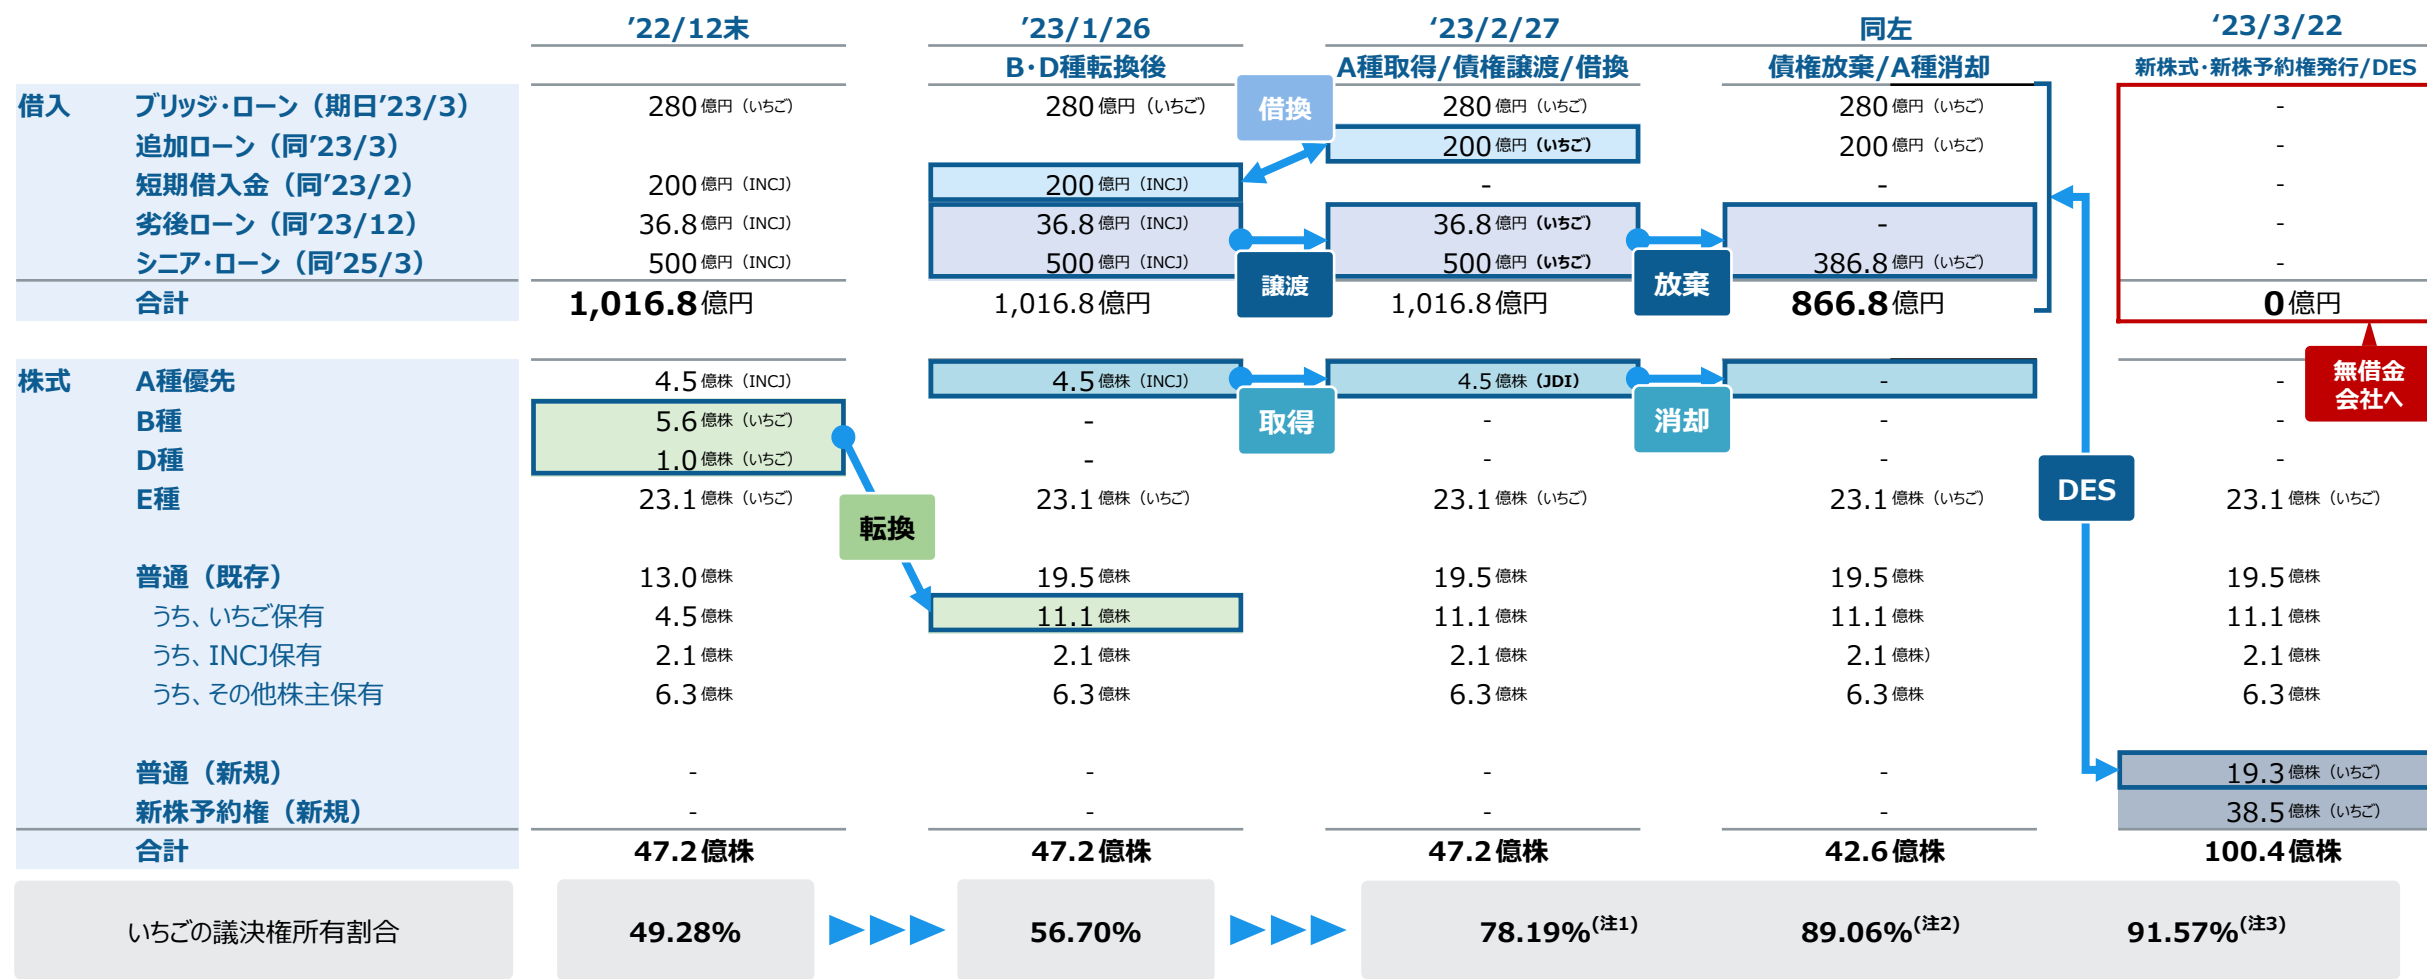 ’22/12末 ’23/1/26 ‘23/2/27 同左 ‘23/3/22
B･D種転換後 A種取得/債権譲渡/借換 債権放棄/A種消却 新株式･新株予約権発行/DES
借入 ブリッジ･ローン（期日’23/3） 280億円（いちご） 280億円（いちご） 280億円（いちご） 280億円（いちご） -
借換
追加ローン（同’23/3） 200億円（いちご） 200億円（いちご） -
短期借入金（同’23/2） 200億円（INCJ） 200億円（INCJ） - - -
劣後ローン（同’23/12） 36.8億円（INCJ） 36.8億円（INCJ） 36.8億円（いちご） - -
シニア･ローン（同’25/3） 500億円（INCJ） 500億円（INCJ） 500億円（いちご） 386.8億円（いちご） -
譲渡 放棄
合計 1,016.8億円 1,016.8億円 1,016.8億円 866.8億円 0億円
株式 A種優先 4.5億株（INCJ） 4.5億株（INCJ） 4.5億株（JDI） - -
無借金
会社へ
B種 5.6億株（いちご） - - - -
取得 消却
D種 1.0億株（いちご） - - - -
E種 23.1億株（いちご） 23.1億株（いちご） 23.1億株（いちご） 23.1億株（いちご） 23.1億株（いちご）
DES
転換
普通（既存） 13.0億株 19.5億株 19.5億株 19.5億株 19.5億株
うち、いちご保有 4.5億株 11.1億株 11.1億株 11.1億株 11.1億株
うち、INCJ保有 2.1億株 2.1億株 2.1億株 2.1億株） 2.1億株
うち、その他株主保有 6.3億株 6.3億株 6.3億株 6.3億株 6.3億株
普通（新規） - - - - 19.3億株（いちご）
新株予約権（新規） - - - - 38.5億株（いちご）
合計 47.2億株 47.2億株 47.2億株 42.6億株 100.4億株
いちごの議決権所有割合 49.28% 56.70% 78.19%(注1) 89.06%(注2) 91.57%(注3)